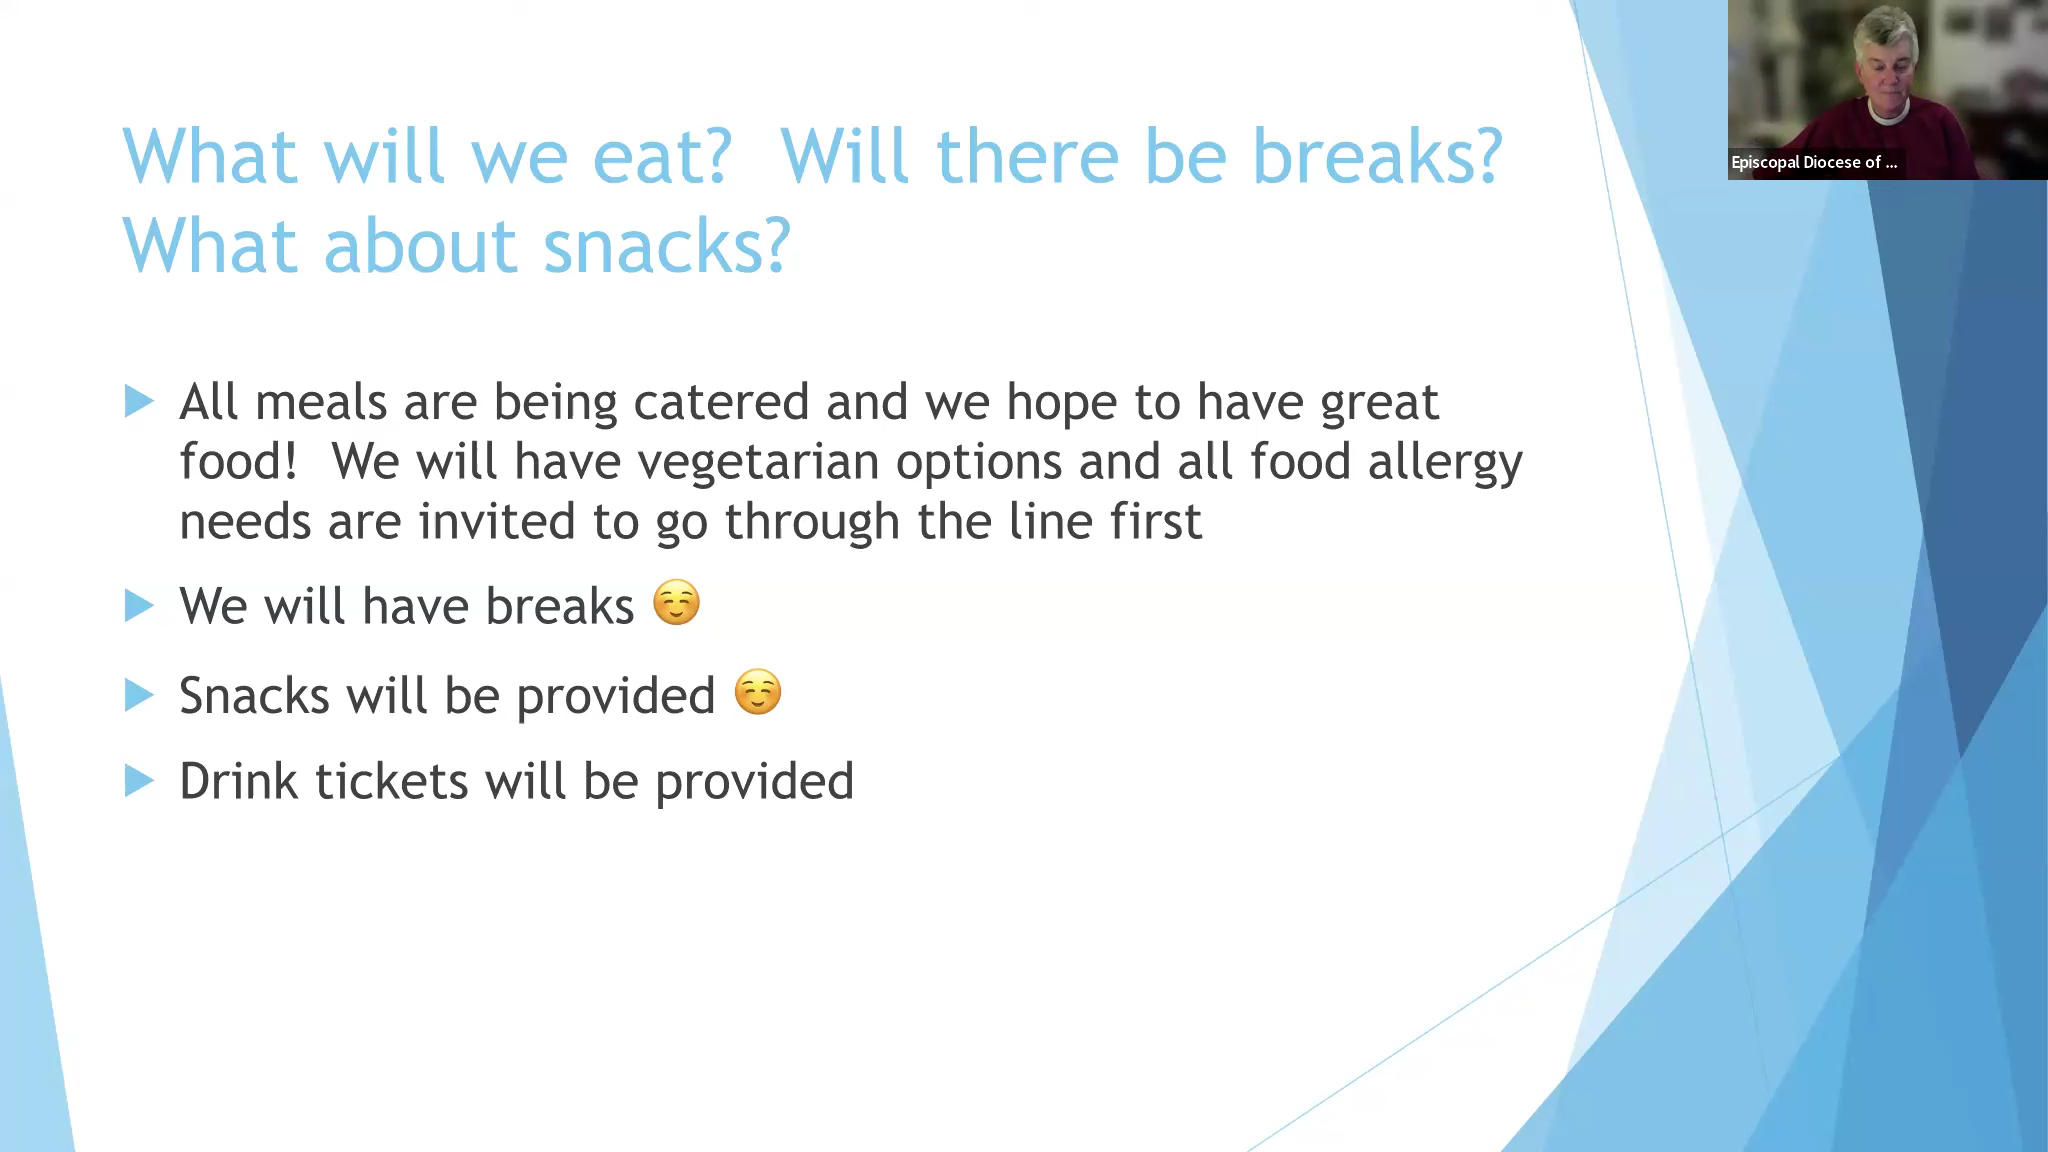 What will we eat?  Will there be breaks?
What about snacks?
All meals are being catered and we hope to have great
food!  We will have vegetarian options and all food allergy
needs are invited to go through the line first
We will have breaks ☺️
Snacks will be provided ☺️
Drink tickets will be provided
Episcopal Diocese of ...